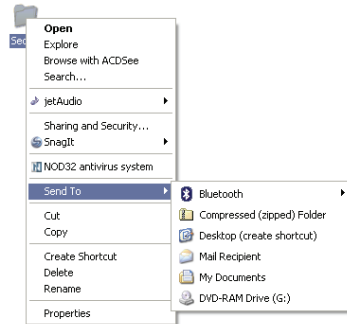 Open
Explore
Browse with ACDSee
Search...
jetAudio
Sharing and Security...
SnagIt
NOD32 antivirus system
Send To
Cut
Copy
Create Shortcut
Delete
Rename
Properties
Bluetooth
Compressed (zipped) Folder
Desktop (create shortcut)
Mail Recipient
My Documents
DVD-RAM Drive (G:)